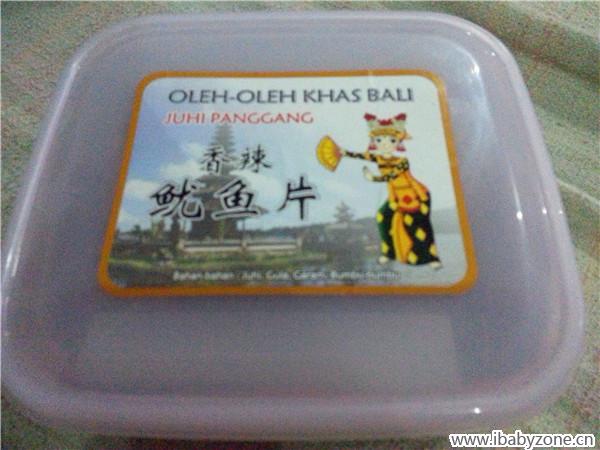 OLEH-OLEH KHAS BALI
JUHI PANGGANG
香辣
鱿鱼片
Bahan bahan : Juhi, Gula, Garam, Bumbu
www.ibabyzone.cn